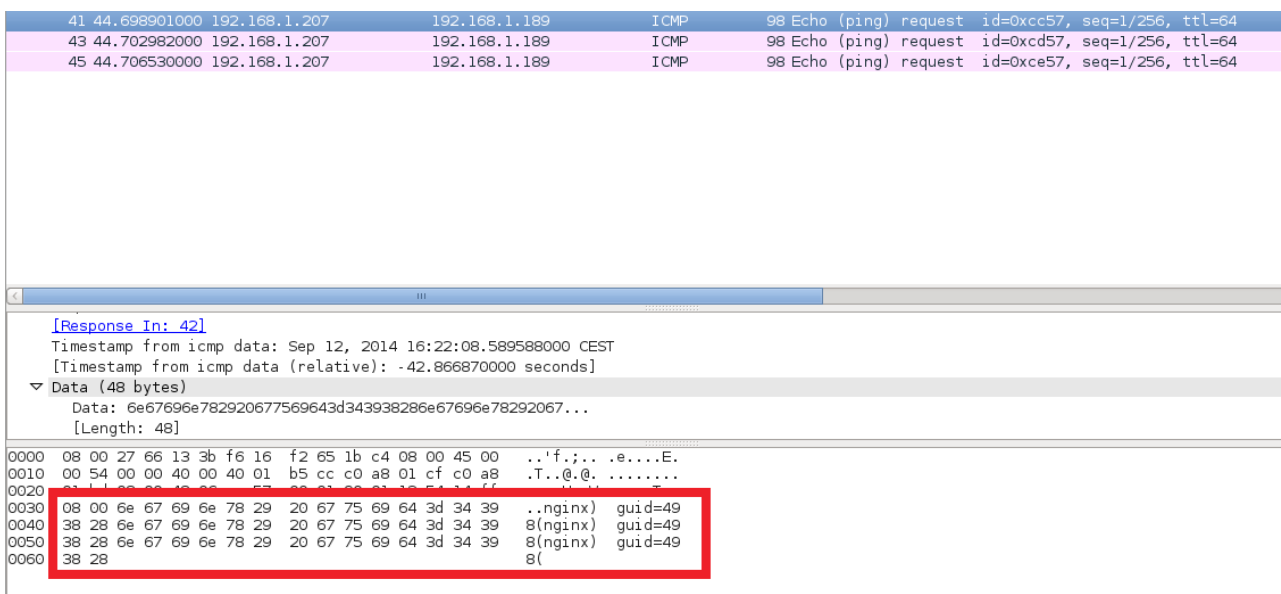 41 44.698901000 192.168.1.207 192.168.1.189 ICMP 98 Echo (ping) request id=0xcc57, seq=1/256, ttl=64
43 44.702982000 192.168.1.207 192.168.1.189 ICMP 98 Echo (ping) request id=0xcd57, seq=1/256, ttl=64
45 44.706530000 192.168.1.207 192.168.1.189 ICMP 98 Echo (ping) request id=0xce57, seq=1/256, ttl=64
[Response In: 42]
Timestamp from icmp data: Sep 12, 2014 16:22:08.589588000 CEST
[Timestamp from icmp data (relative): -42.866870000 seconds]
Data (48 bytes)
Data: 6e67696e782920677569643d343938286e67696e78292067...
[Length: 48]
0000 08 00 27 66 13 3b f6 16 f2 65 1b c4 08 00 45 00 ..'f.;.. .e....E.
0010 00 54 00 00 40 00 40 01 b5 cc c0 a8 01 cf c0 a8 .T..@.@. ........
0020
0030 08 00 6e 67 69 6e 78 29 20 67 75 69 64 3d 34 39 ..nginx) guid=49
0040 38 28 6e 67 69 6e 78 29 20 67 75 69 64 3d 34 39 8(nginx) guid=49
0050 38 28 6e 67 69 6e 78 29 20 67 75 69 64 3d 34 39 8(nginx) guid=49
0060 38 28 8(